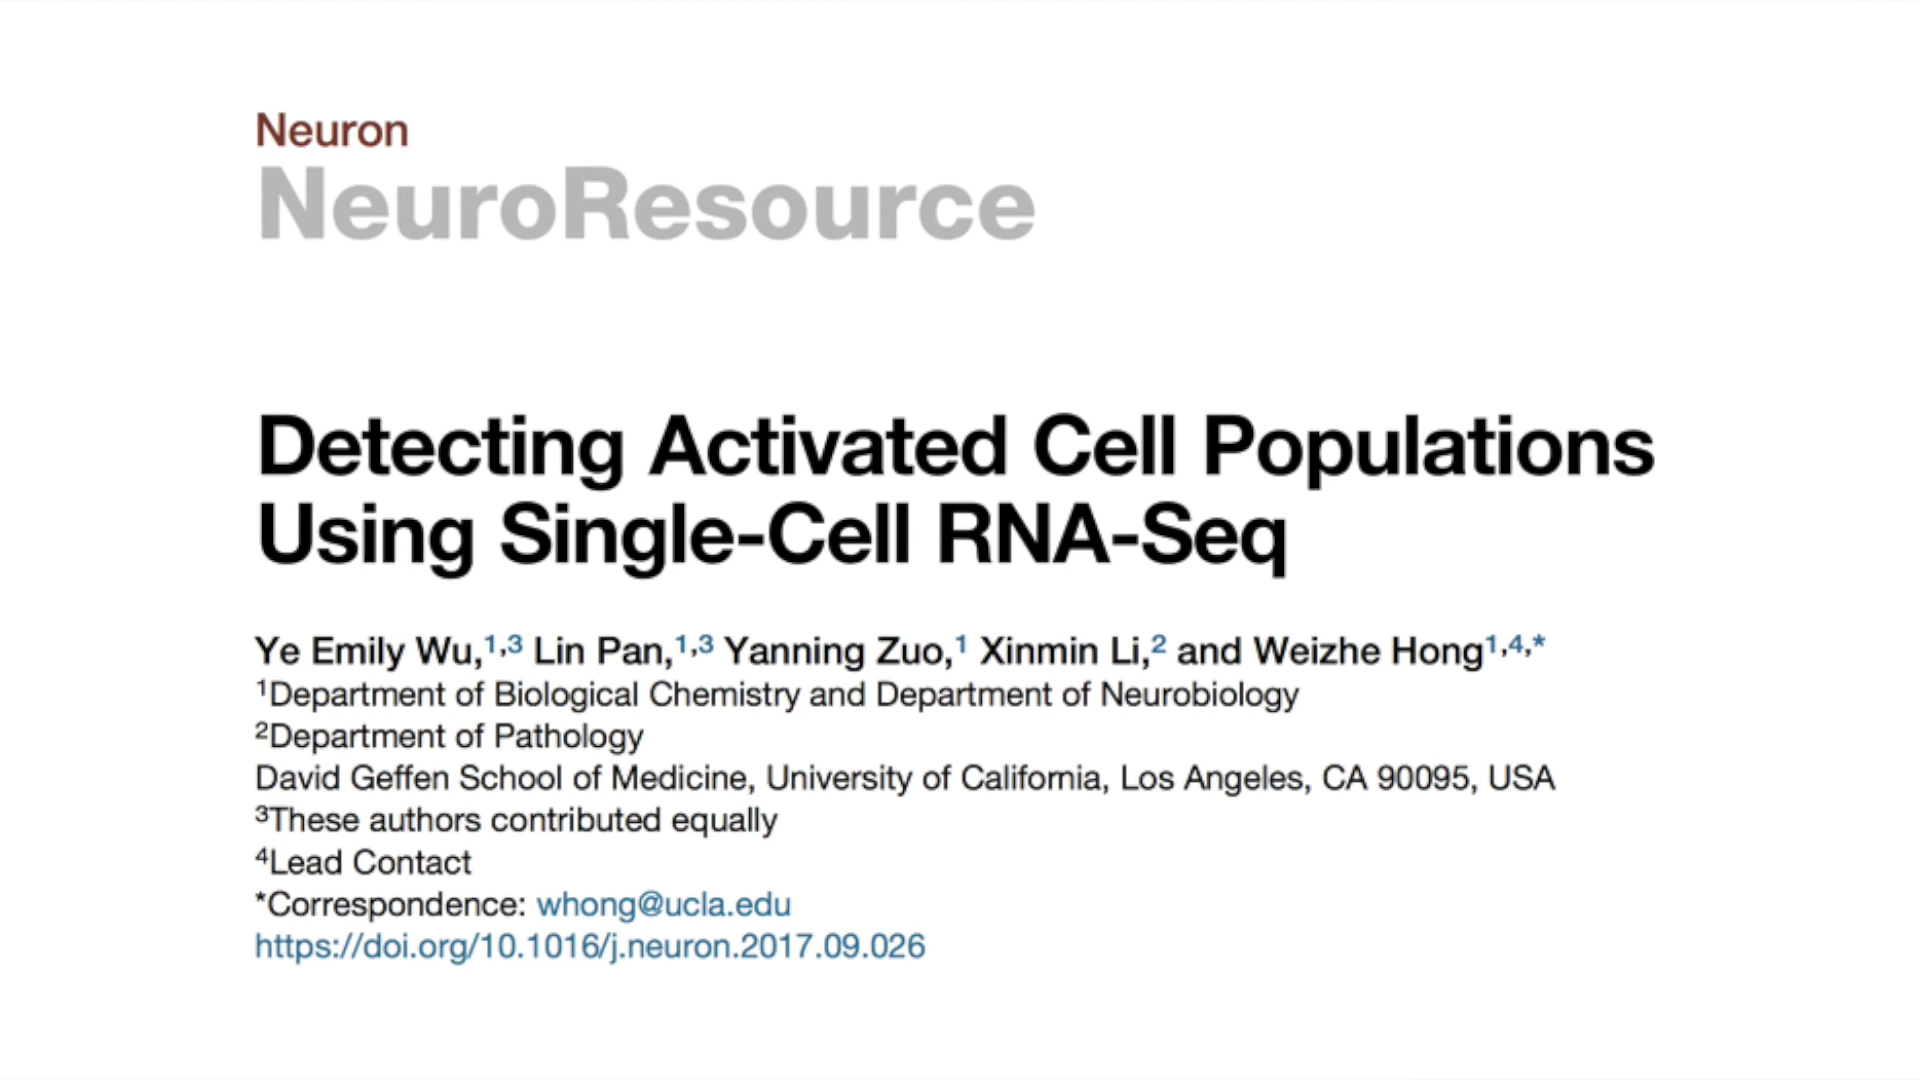 Neuron
NeuroResource
Detecting Activated Cell Populations
Using Single-Cell RNA-Seq
Ye Emily Wu,1,3 Lin Pan,1,3 Yanning Zuo,1 Xinmin Li,2 and Weizhe Hong1,4,*
1Department of Biological Chemistry and Department of Neurobiology
2Department of Pathology
David Geffen School of Medicine, University of California, Los Angeles, CA 90095, USA
3These authors contributed equally
4Lead Contact
*Correspondence: whong@ucla.edu
https://doi.org/10.1016/j.neuron.2017.09.026